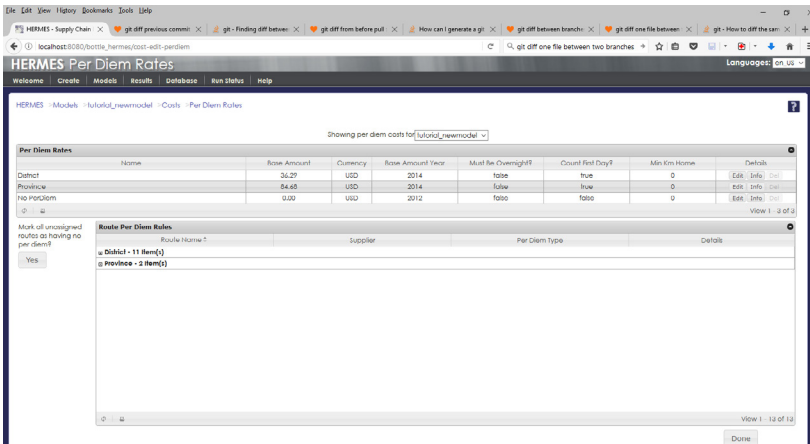 File Edit View History Bookmarks Tools Help
HERMES - Supply Chain git diff previous commit git diff from before pull How can I generate a git git diff between branche git diff one file between git - How to diff the sam
git - Finding diff betwee
localhost:8080/bottle_hermes/cost-edit-perdiem git diff one file between two branches
HERMES Per Diem Rates Languages: en_US
Welcome Create Models Results Database Run Status Help
HERMES Models tutorial_newmodel Costs Per Diem Rates ?
Showing per diem costs for tutorial_newmodel
Per Diem Rates
Name Base Amount Currency Base Amount Year Must Be Overnight? Count First Day? Min Km Home Details
District 36.29 USD 2014 false true 0 Edit Info Del
Province 84.68 USD 2014 false true 0 Edit Info Del
No PerDiem 0.00 USD 2012 false false 0 Edit Info Del
View 1 - 3 of 3
Mark all unassigned
routes as having no
per diem?
Yes
Route Per Diem Rules
Route Name Supplier Per Diem Type Details
District - 11 Item(s)
Province - 2 Item(s)
View 1 - 13 of 13
Done